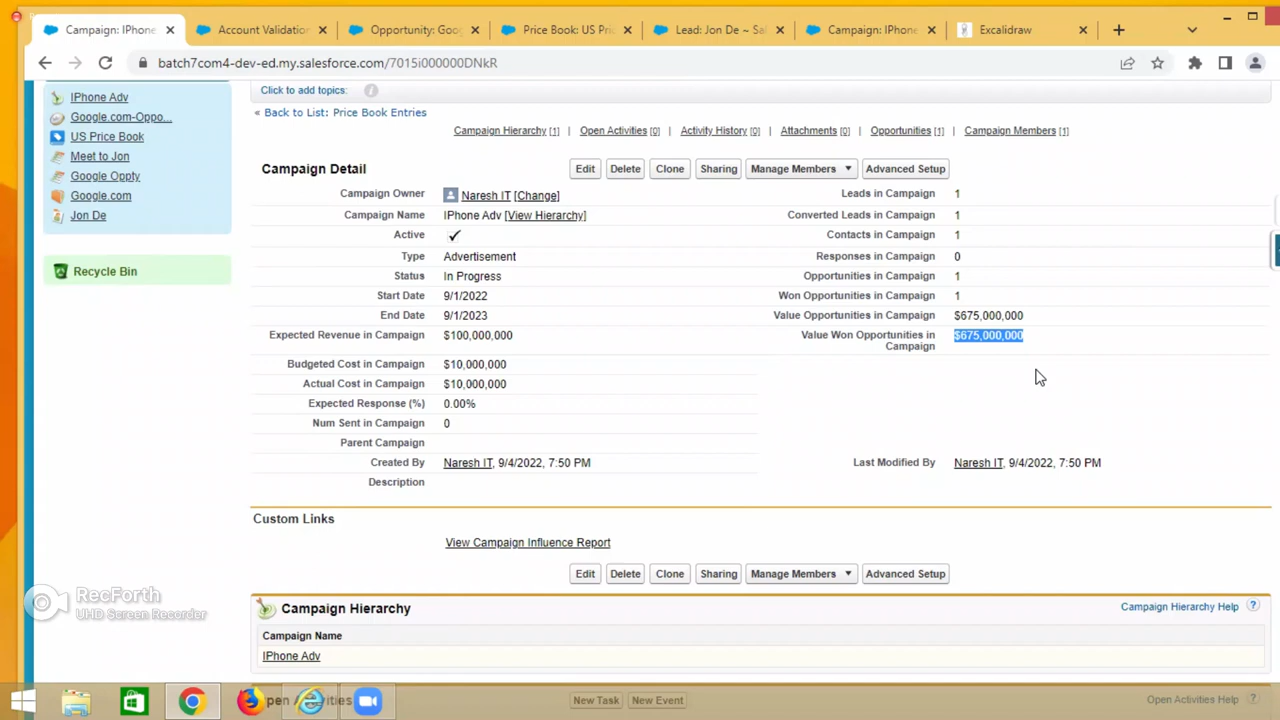 Campaign: IPhone
Account Validatio
Opportunity: Goog
Price Book: US Pri
Lead: Jon De ~ Sal
Campaign: IPhone
Excalidraw
batch7com4-dev-ed.my.salesforce.com/7015i000000DNkR
IPhone Adv
Google.com-Oppo...
US Price Book
Meet to Jon
Google Oppty
Google.com
Jon De
Recycle Bin
Click to add topics:
« Back to List: Price Book Entries
Campaign Hierarchy [1] | Open Activities [0] | Activity History [0] | Attachments [0] | Opportunities [1] | Campaign Members [1]
Campaign Detail
Edit Delete Clone Sharing Manage Members Advanced Setup
Campaign Owner Naresh IT [Change] Leads in Campaign 1
Campaign Name IPhone Adv [View Hierarchy] Converted Leads in Campaign 1
Active ✓ Contacts in Campaign 1
Type Advertisement Responses in Campaign 0
Status In Progress Opportunities in Campaign 1
Start Date 9/1/2022 Won Opportunities in Campaign 1
End Date 9/1/2023 Value Opportunities in Campaign $675,000,000
Expected Revenue in Campaign $100,000,000 Value Won Opportunities in
Campaign $675,000,000
Budgeted Cost in Campaign $10,000,000
Actual Cost in Campaign $10,000,000
Expected Response (%) 0.00%
Num Sent in Campaign 0
Parent Campaign
Created By Naresh IT, 9/4/2022, 7:50 PM Last Modified By Naresh IT, 9/4/2022, 7:50 PM
Description
Custom Links
View Campaign Influence Report
Edit Delete Clone Sharing Manage Members Advanced Setup
Campaign Hierarchy
Campaign Hierarchy Help ?
Campaign Name
IPhone Adv
RecForth
UHD Screen Recorder
New Task New Event
Open Activities Help ?